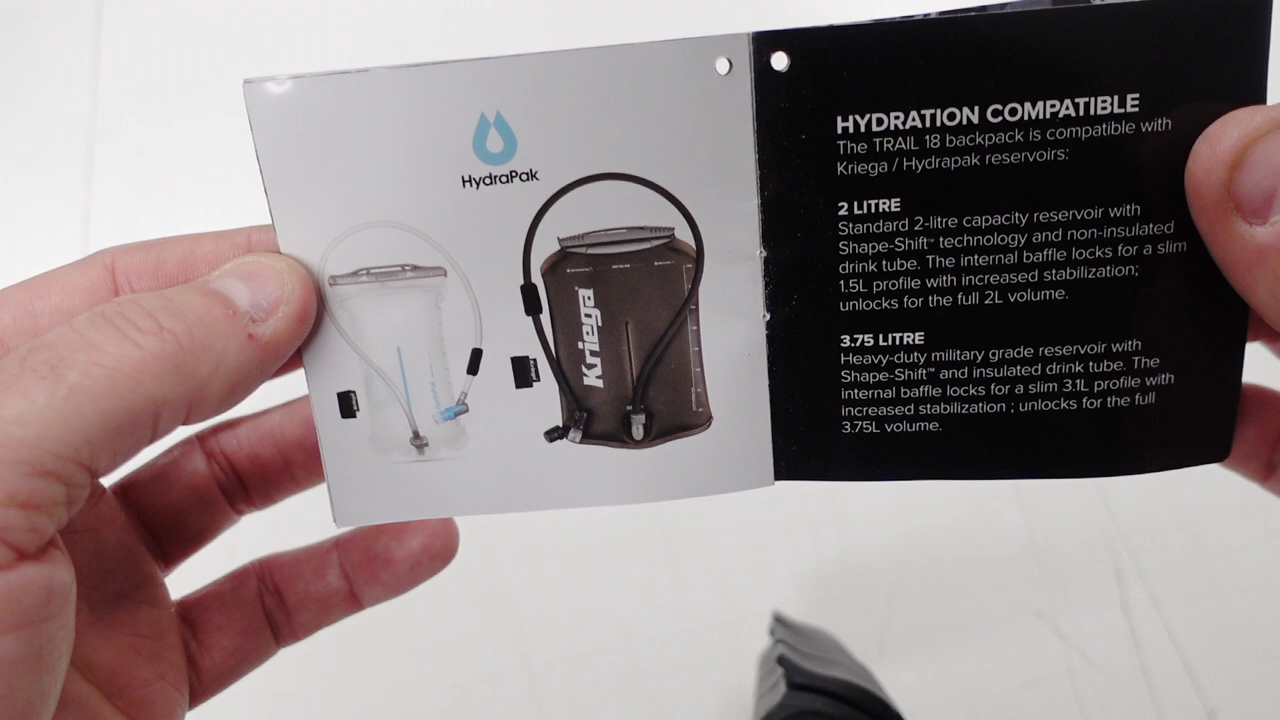 HydraPak
Kriega
HYDRATION COMPATIBLE
The TRAIL 18 backpack is compatible with
Kriega / Hydrapak reservoirs:
2 LITRE
Standard 2-litre capacity reservoir with
Shape-Shift™ technology and non-insulated
drink tube. The internal baffle locks for a slim
1.5L profile with increased stabilization;
unlocks for the full 2L volume.
3.75 LITRE
Heavy-duty military grade reservoir with
Shape-Shift™ and insulated drink tube. The
internal baffle locks for a slim 3.1L profile with
increased stabilization ; unlocks for the full
3.75L volume.